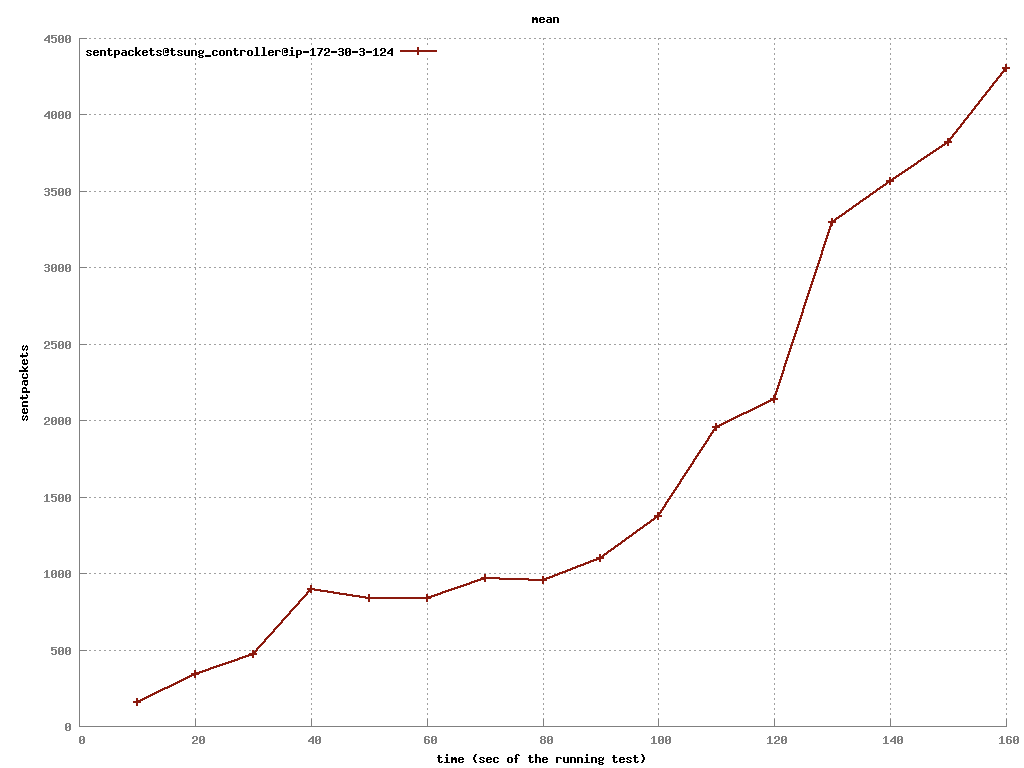 mean
sentpackets@tsung_controller@ip-172-30-3-124
4500
4000
3500
3000
2500
2000
1500
1000
500
0
sentpackets
0 20 40 60 80 100 120 140 160
time (sec of the running test)